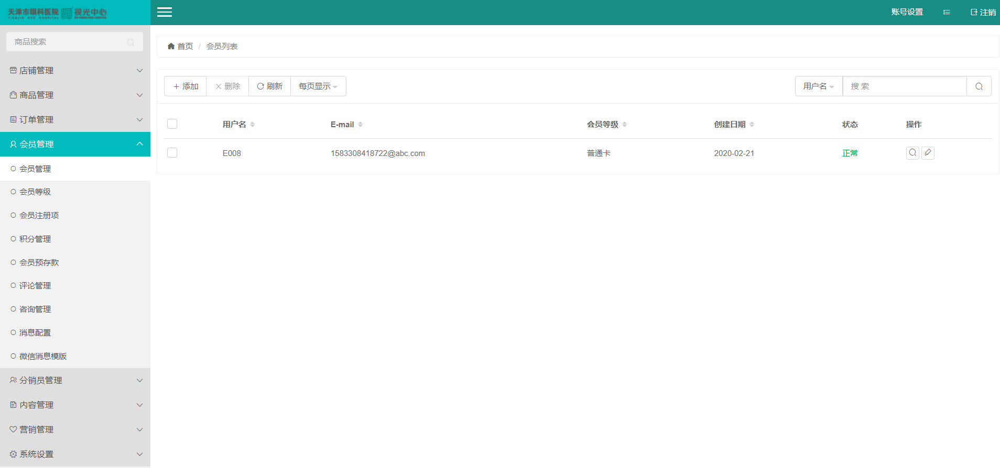 天津市眼科医院 视光中心
TIANJIN EYE HOSPITAL OPTOMETRIC CENTER
账号设置 注销
商品搜索
店铺管理
商品管理
订单管理
会员管理
会员管理
会员等级
会员注册项
积分管理
会员预存款
评论管理
咨询管理
消息配置
微信消息模版
分销员管理
内容管理
营销管理
系统设置
首页 / 会员列表
添加 删除 刷新 每页显示 用户名 搜 索
用户名 E-mail 会员等级 创建日期 状态 操作
E008 1583308418722@abc.com 普通卡 2020-02-21 正常